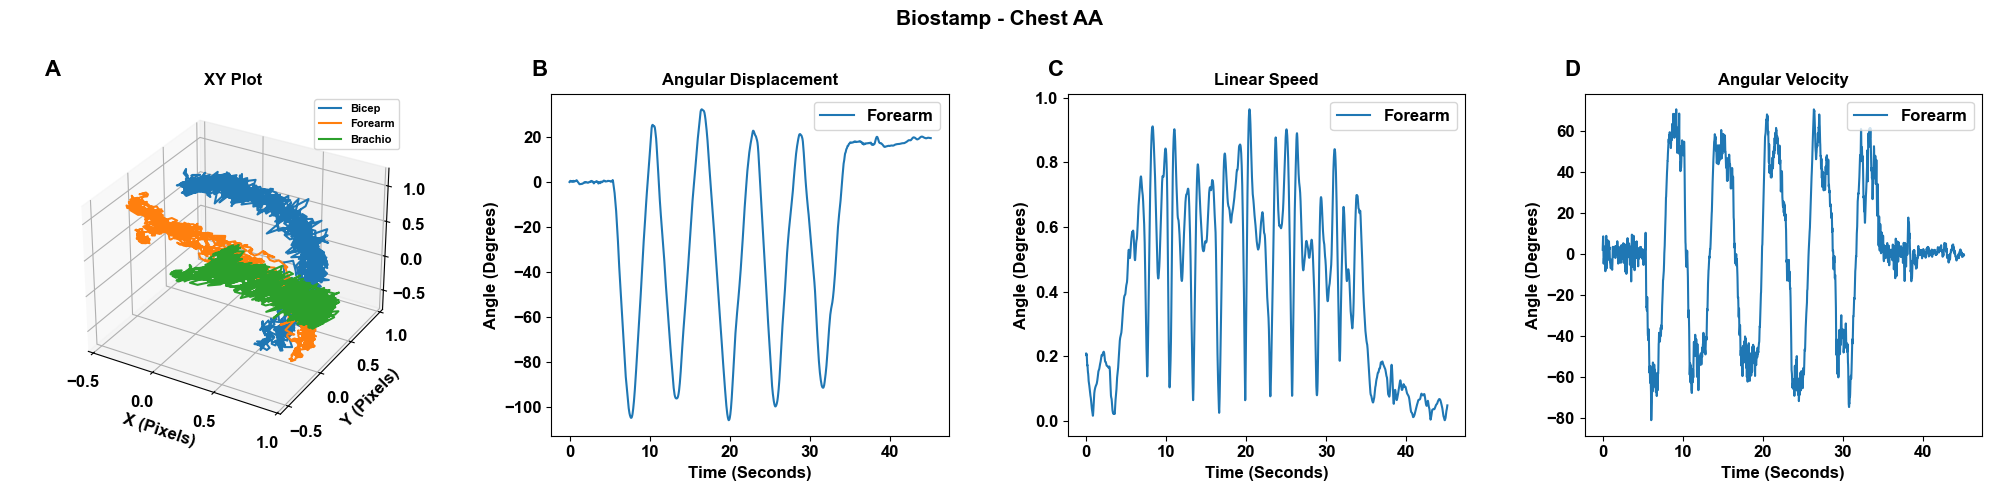 Biostamp - Chest AA
A
XY Plot
Bicep
Forearm
Brachio
1.0
0.5
0.0
−0.5
−0.5
0.0
0.5
1.0
X (Pixels)
−0.5
0.0
0.5
1.0
Y (Pixels)
B
Angular Displacement
Forearm
20
0
−20
−40
−60
−80
−100
Angle (Degrees)
0 10 20 30 40
Time (Seconds)
C
Linear Speed
Forearm
1.0
0.8
0.6
0.4
0.2
0.0
Angle (Degrees)
0 10 20 30 40
Time (Seconds)
D
Angular Velocity
Forearm
60
40
20
0
−20
−40
−60
−80
Angle (Degrees)
0 10 20 30 40
Time (Seconds)